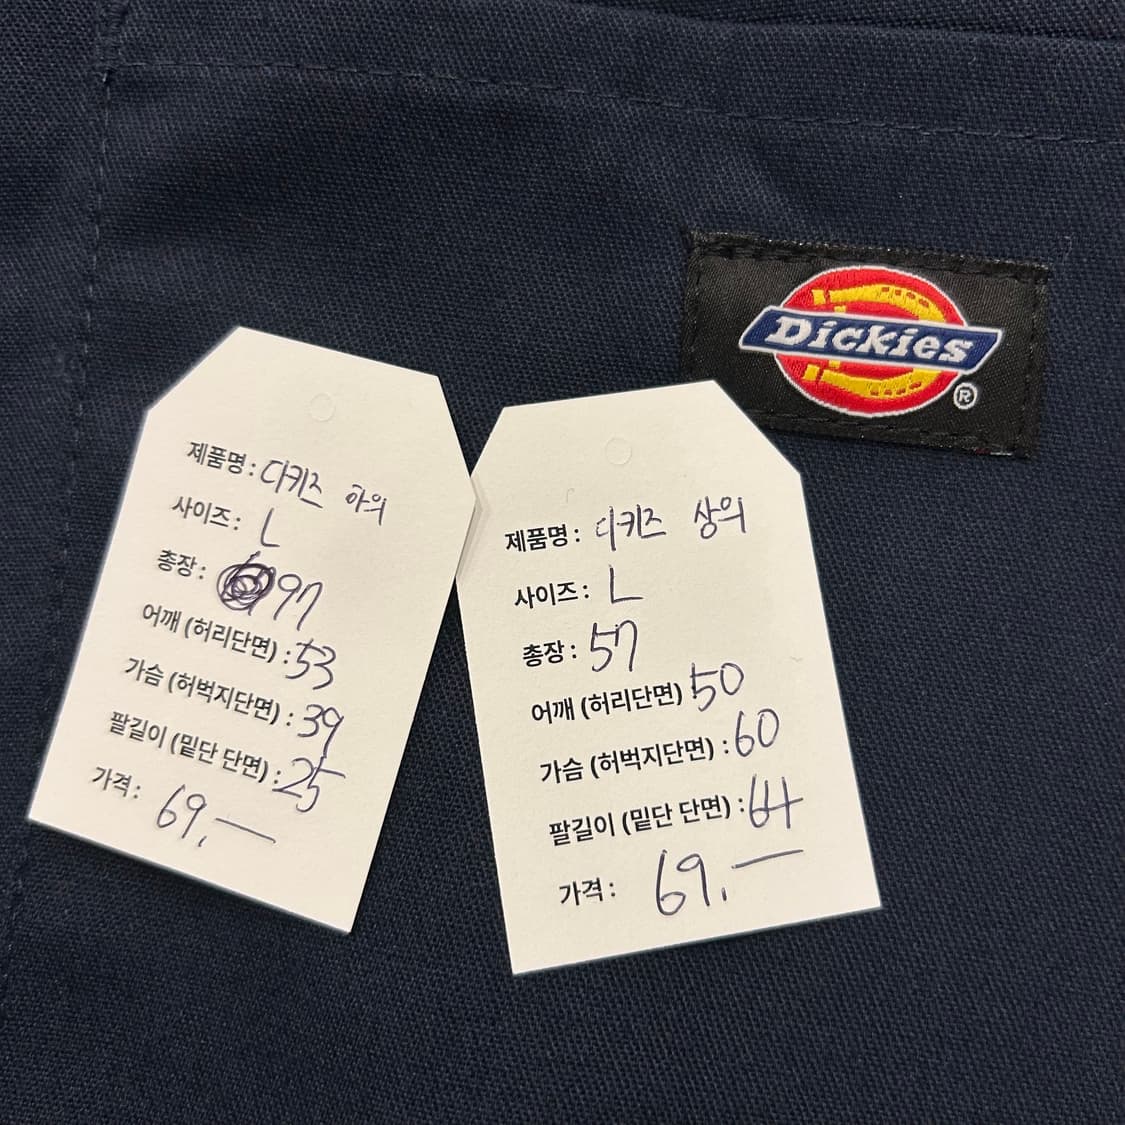 Dickies
®
제품명 : 디키즈 하의
사이즈 : L
총장 : 97
어깨 (허리단면) : 53
가슴 (허벅지단면) : 39
팔길이 (밑단 단면) : 25
가격 : 69.—
제품명 : 디키즈 상의
사이즈 : L
총장 : 57
어깨 (허리단면) 50
가슴 (허벅지단면) : 60
팔길이 (밑단 단면) : 64
가격 : 69.—